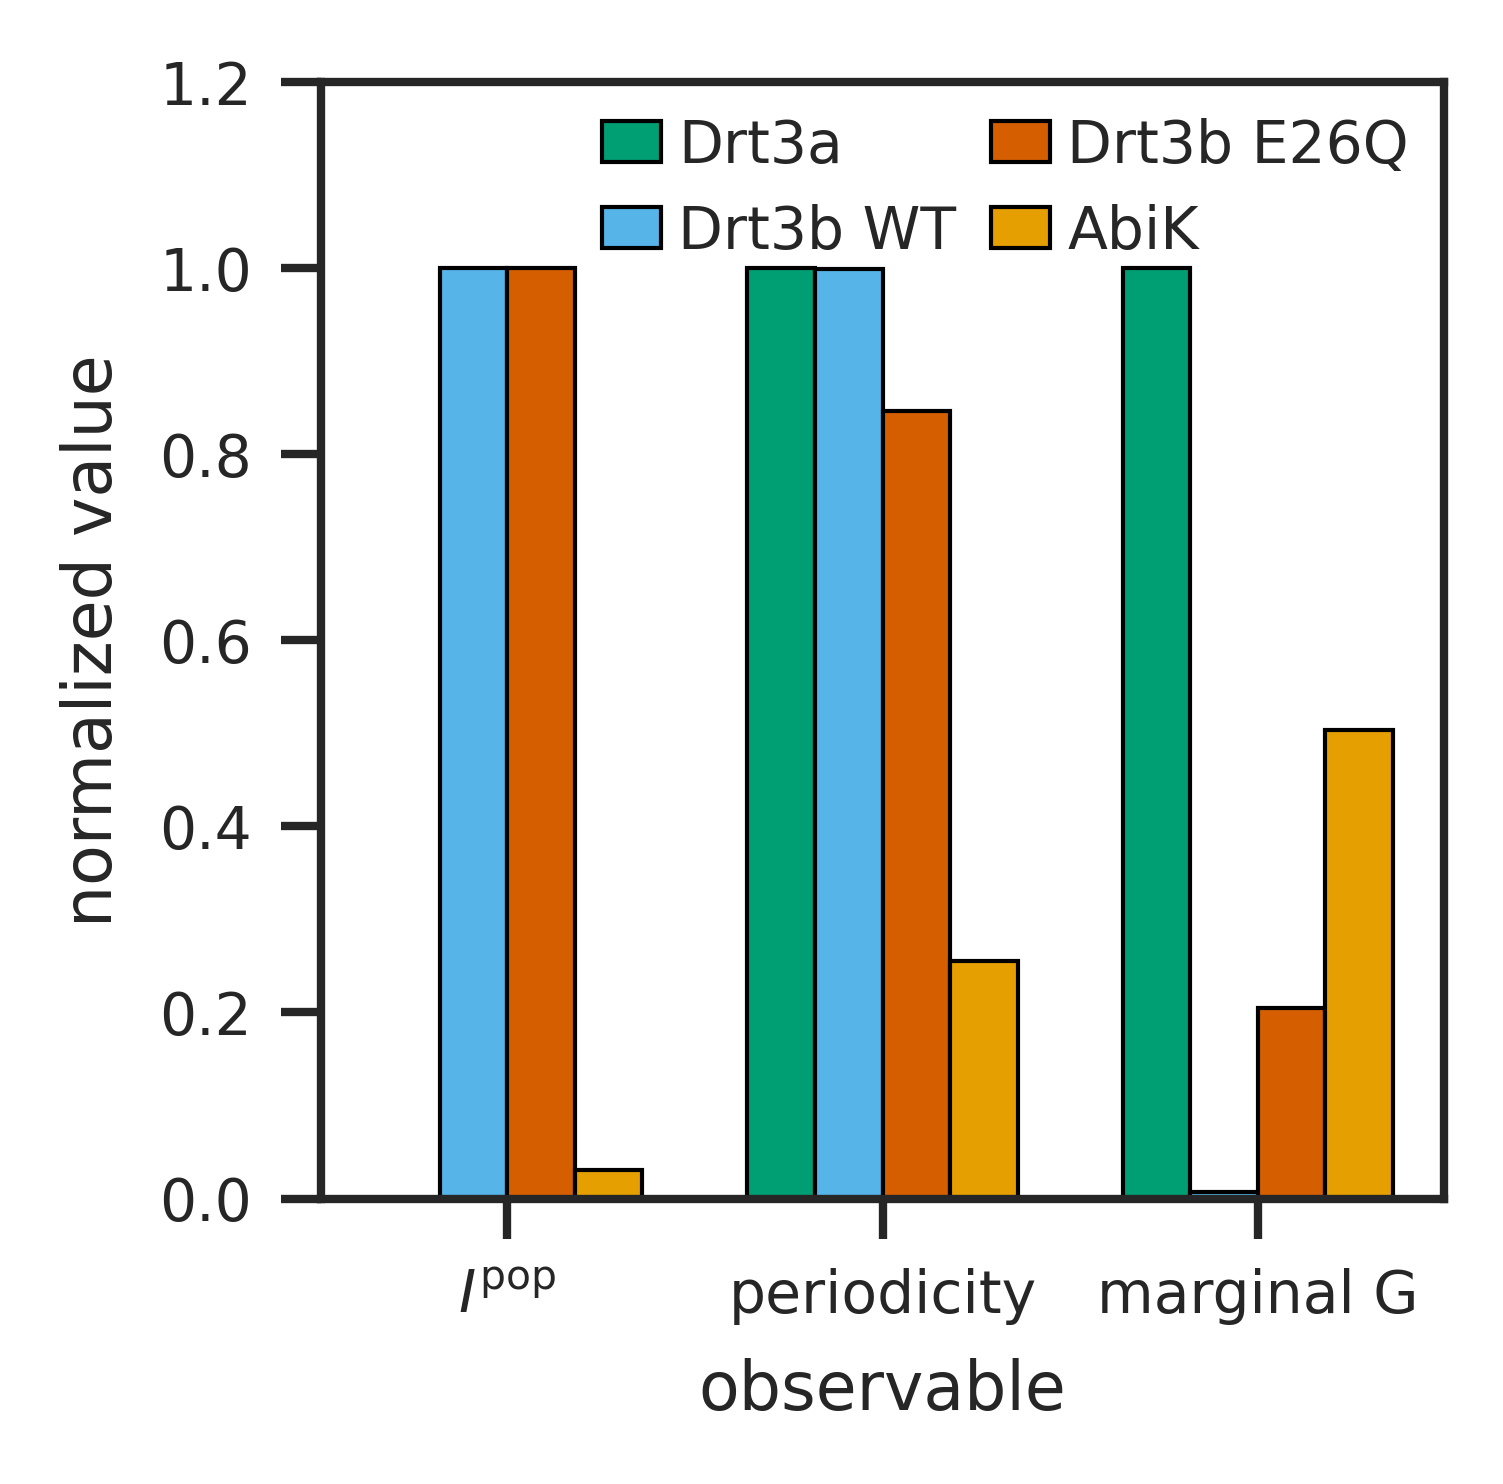 1.2
1.0
0.8
0.6
0.4
0.2
0.0
normalized value
Drt3a
Drt3b WT
Drt3b E26Q
AbiK
I^pop
periodicity
marginal G
observable